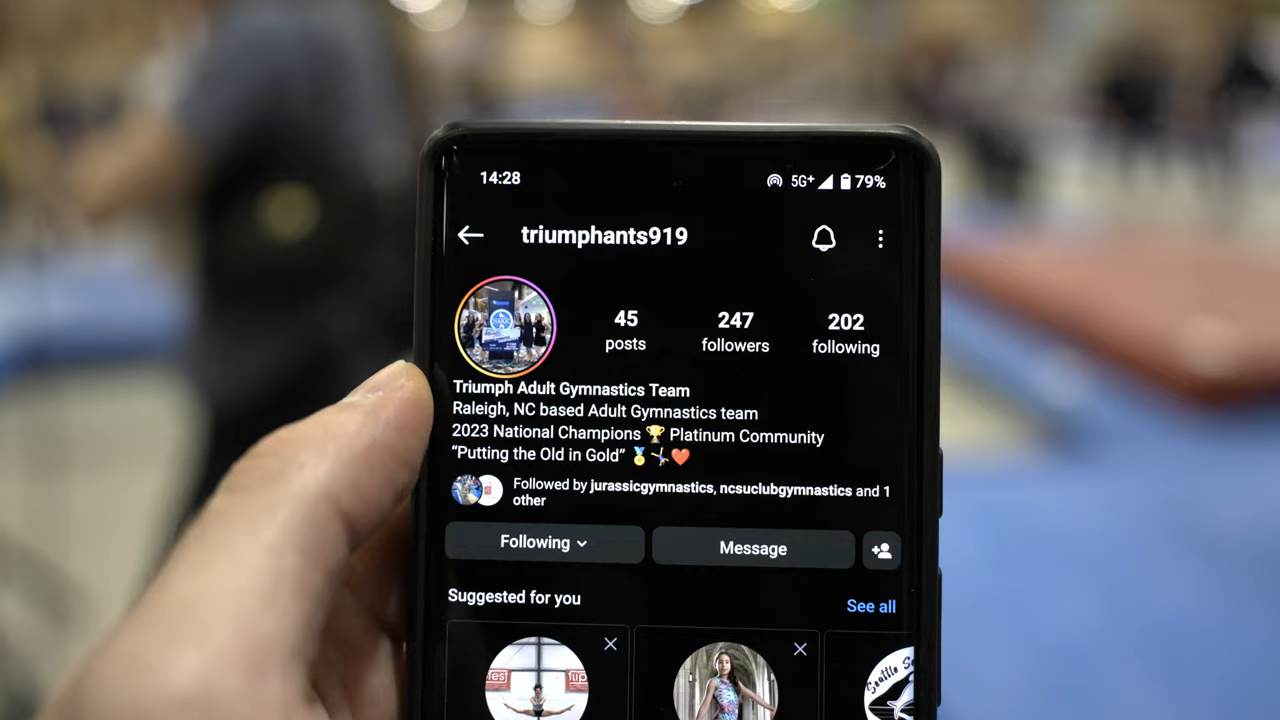 14:28 5G+ 79%
triumphants919
45 247 202
posts followers following
Triumph Adult Gymnastics Team
Raleigh, NC based Adult Gymnastics team
2023 National Champions 🏆 Platinum Community
“Putting the Old in Gold” 🏅🤸❤️
Followed by jurassicgymnastics, ncsuclubgymnastics and 1
other
Following Message
Suggested for you See all
Seattle